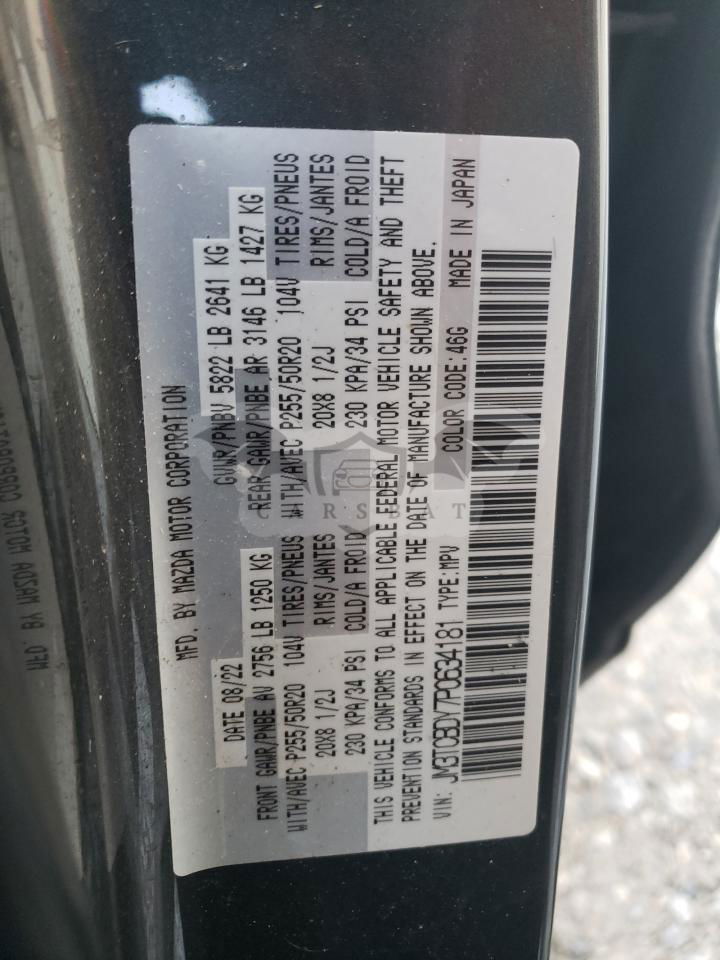 MFD. BY MAZDA MOTOR CORPORATION
DATE 08/22 GVWR/PNBV 5822 LB 2641 KG
FRONT GAWR/PNBE AV 2756 LB 1250 KG REAR GAWR/PNBE AR 3146 LB 1427 KG
WITH/AVEC P255/50R20 104V TIRES/PNEUS WITH/AVEC P255/50R20 104V TIRES/PNEUS
20X8 1/2J RIMS/JANTES 20X8 1/2J RIMS/JANTES
230 KPA/34 PSI COLD/A FROID 230 KPA/34 PSI COLD/A FROID
THIS VEHICLE CONFORMS TO ALL APPLICABLE FEDERAL MOTOR VEHICLE SAFETY AND THEFT
PREVENTION STANDARDS IN EFFECT ON THE DATE OF MANUFACTURE SHOWN ABOVE.
VIN: JM3TCBDY7P0634181 TYPE:MPV COLOR CODE:46G MADE IN JAPAN
CARSBAT